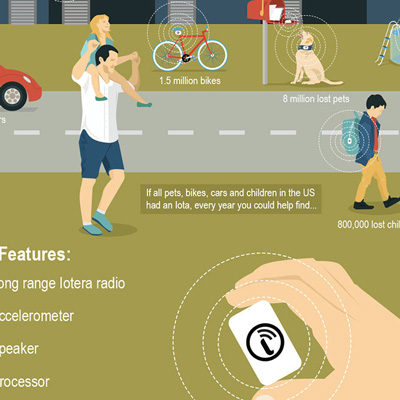 1.5 million bikes
8 million lost pets
rs
If all pets, bikes, cars and children in the US
had an Iota, every year you could help find...
800,000 lost chil
Features:
ong range Iotera radio
ccelerometer
peaker
rocessor